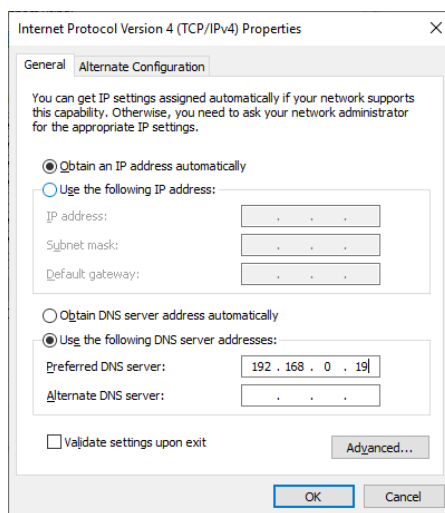 Internet Protocol Version 4 (TCP/IPv4) Properties
General
Alternate Configuration
You can get IP settings assigned automatically if your network supports
this capability. Otherwise, you need to ask your network administrator
for the appropriate IP settings.
Obtain an IP address automatically
Use the following IP address:
IP address:
Subnet mask:
Default gateway:
Obtain DNS server address automatically
Use the following DNS server addresses:
Preferred DNS server:
192 . 168 . 0 . 19
Alternate DNS server:
Validate settings upon exit
Advanced...
OK
Cancel